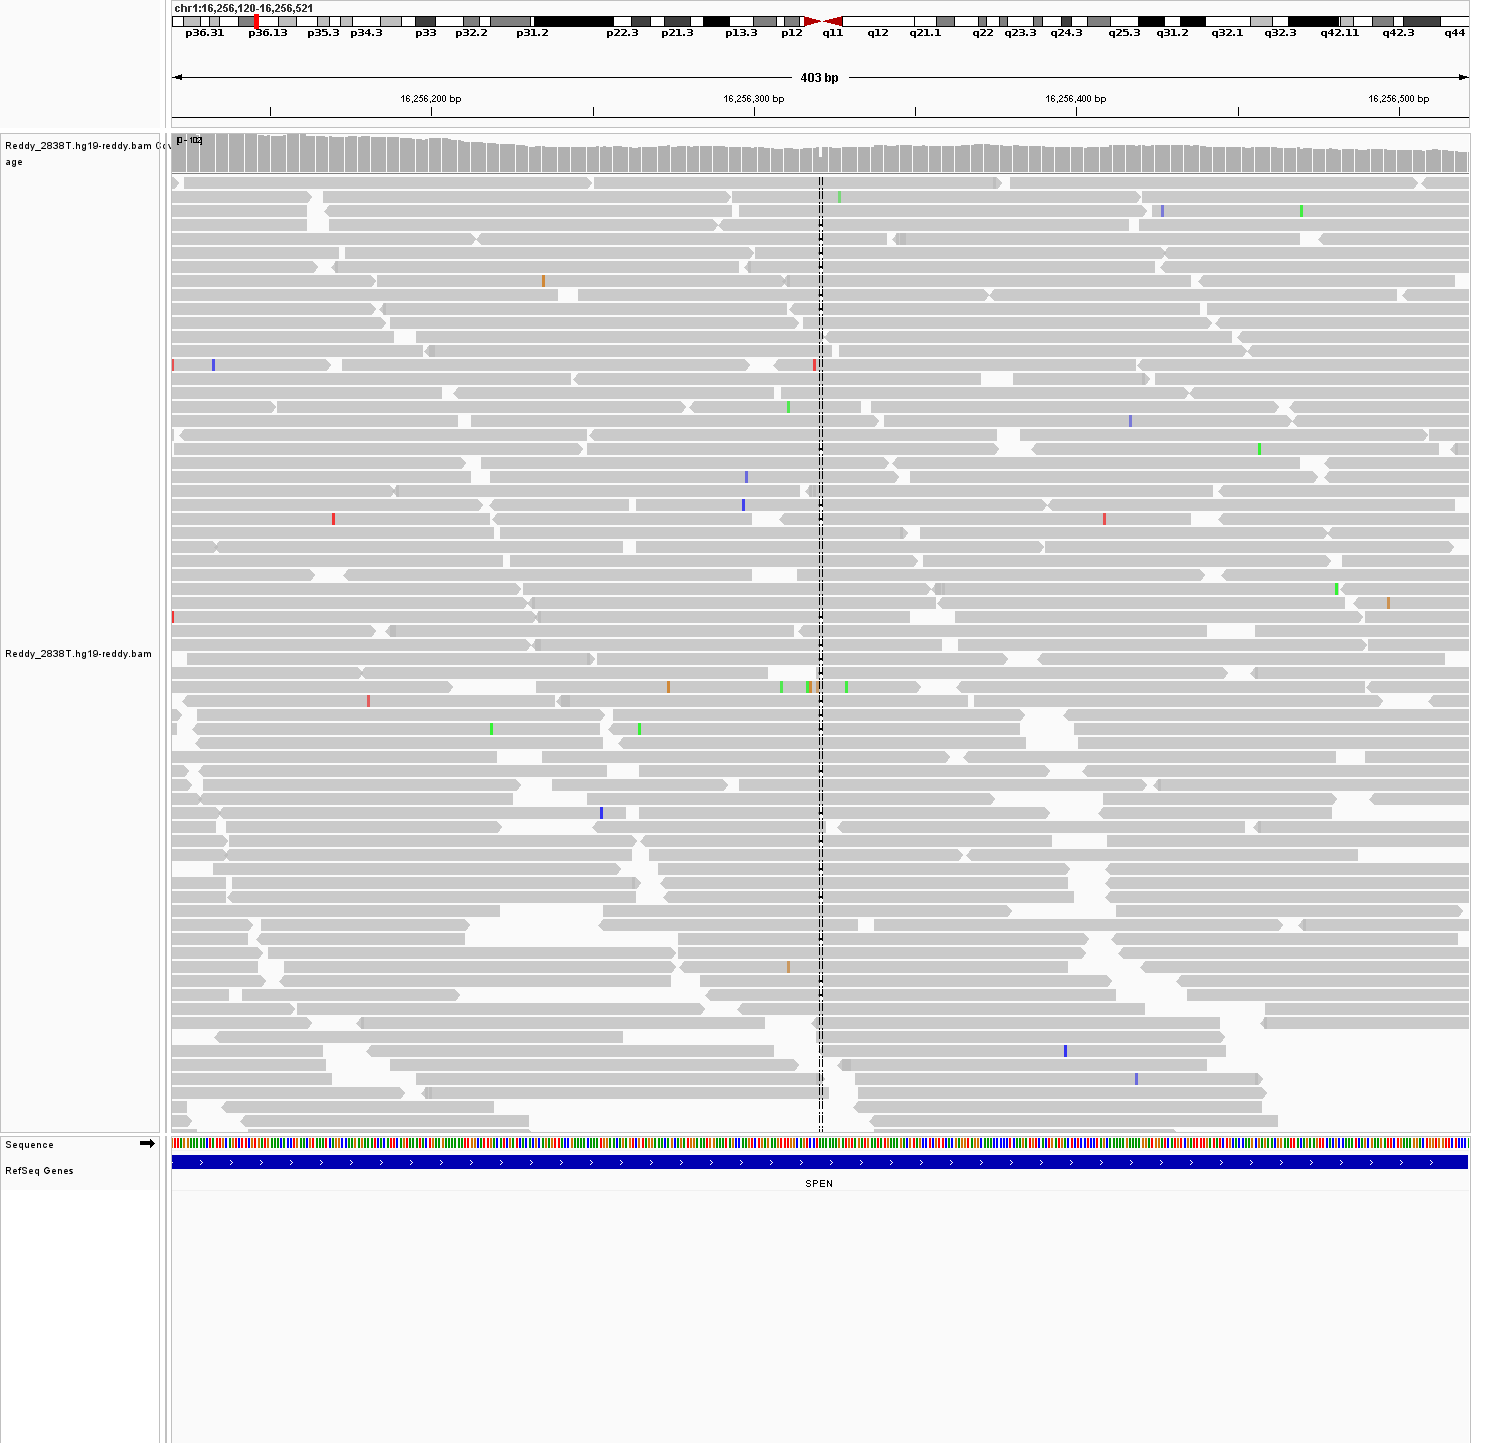 chr1:16,256,120-16,256,521
p36.31 p36.13 p35.3 p34.3 p33 p32.2 p31.2 p22.3 p21.3 p13.3 p12 q11 q12 q21.1 q22 q23.3 q24.3 q25.3 q31.2 q32.1 q32.3 q42.11 q42.3 q44
403 bp
16,256,200 bp 16,256,300 bp 16,256,400 bp 16,256,500 bp
[0 - 102]
Reddy_2838T.hg19-reddy.bam Cov
age
Reddy_2838T.hg19-reddy.bam
Sequence
RefSeq Genes
SPEN